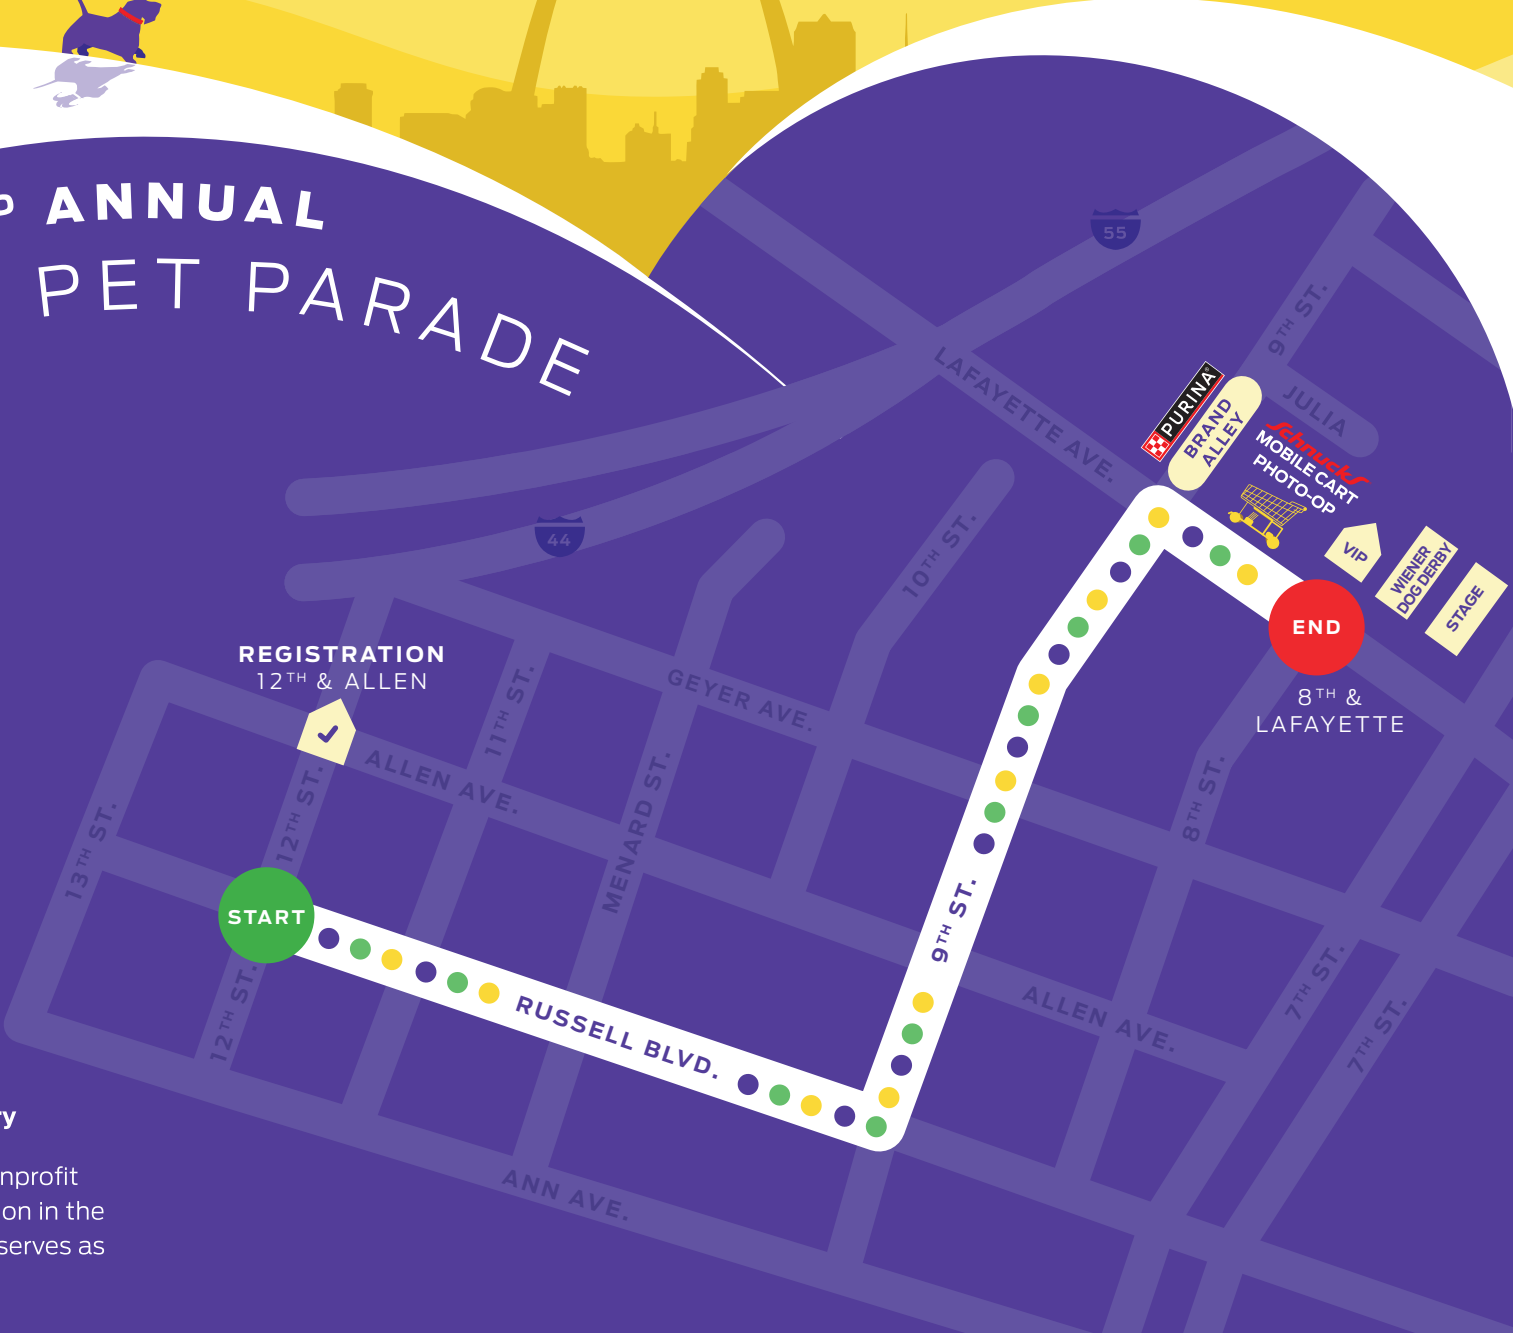 ANNUAL
PET PARADE
55
9TH ST.
LAFAYETTE AVE.
JULIA
PURINA
BRAND
ALLEY
Schnucks
MOBILE CART
PHOTO-OP
VIP
WIENER
DOG DERBY
STAGE
44
10TH ST.
END
8TH &
LAFAYETTE
REGISTRATION
12TH & ALLEN
11TH ST.
GEYER AVE.
ALLEN AVE.
MENARD ST.
8TH ST.
13TH ST.
12TH ST.
START
9TH ST.
12TH ST.
RUSSELL BLVD.
ALLEN AVE.
7TH ST.
7TH ST.
ANN AVE.
ry
nprofit
on in the
serves as